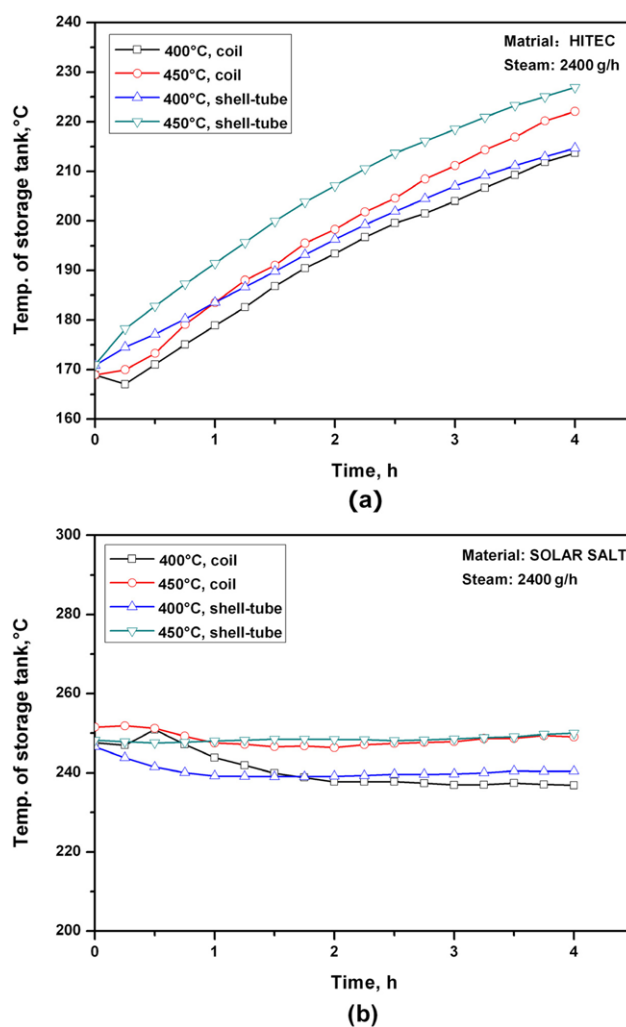 240
230
220
210
200
190
180
170
160
Temp. of storage tank,°C
400°C, coil
450°C, coil
400°C, shell-tube
450°C, shell-tube
Matrial: HITEC
Steam: 2400 g/h
0 1 2 3 4
Time, h
(a)
300
280
260
240
220
200
Temp. of storage tank,°C
400°C, coil
450°C, coil
400°C, shell-tube
450°C, shell-tube
Material: SOLAR SALT
Steam: 2400 g/h
0 1 2 3 4
Time, h
(b)